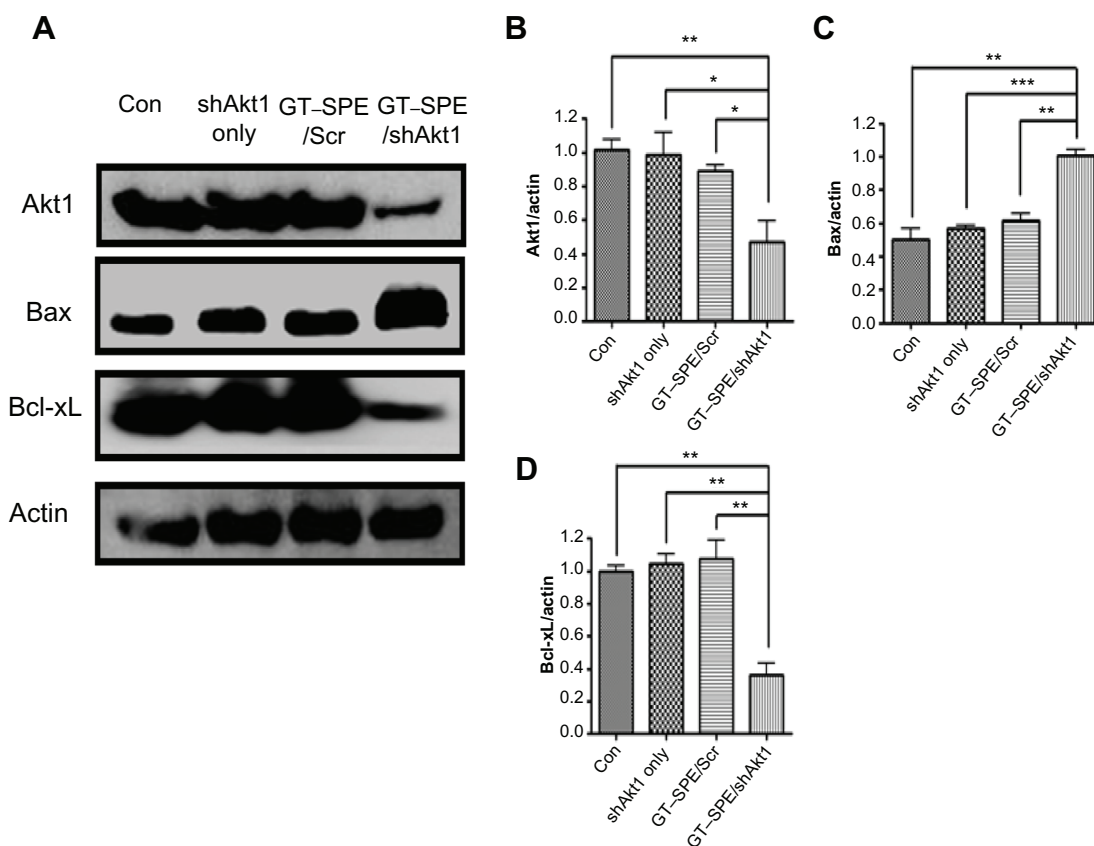 A
Con
shAkt1
only
GT–SPE
/Scr
GT–SPE
/shAkt1
Akt1
Bax
Bcl-xL
Actin
B
**
*
*
Akt1/actin
1.2
1.0
0.8
0.6
0.4
0.2
0.0
Con
shAkt1 only
GT–SPE/Scr
GT–SPE/shAkt1
C
**
***
**
Bax/actin
1.2
1.0
0.8
0.6
0.4
0.2
0.0
Con
shAkt1 only
GT–SPE/Scr
GT–SPE/shAkt1
D
**
**
**
Bcl-xL/actin
1.2
1.0
0.8
0.6
0.4
0.2
0.0
Con
shAkt1 only
GT–SPE/Scr
GT–SPE/shAkt1